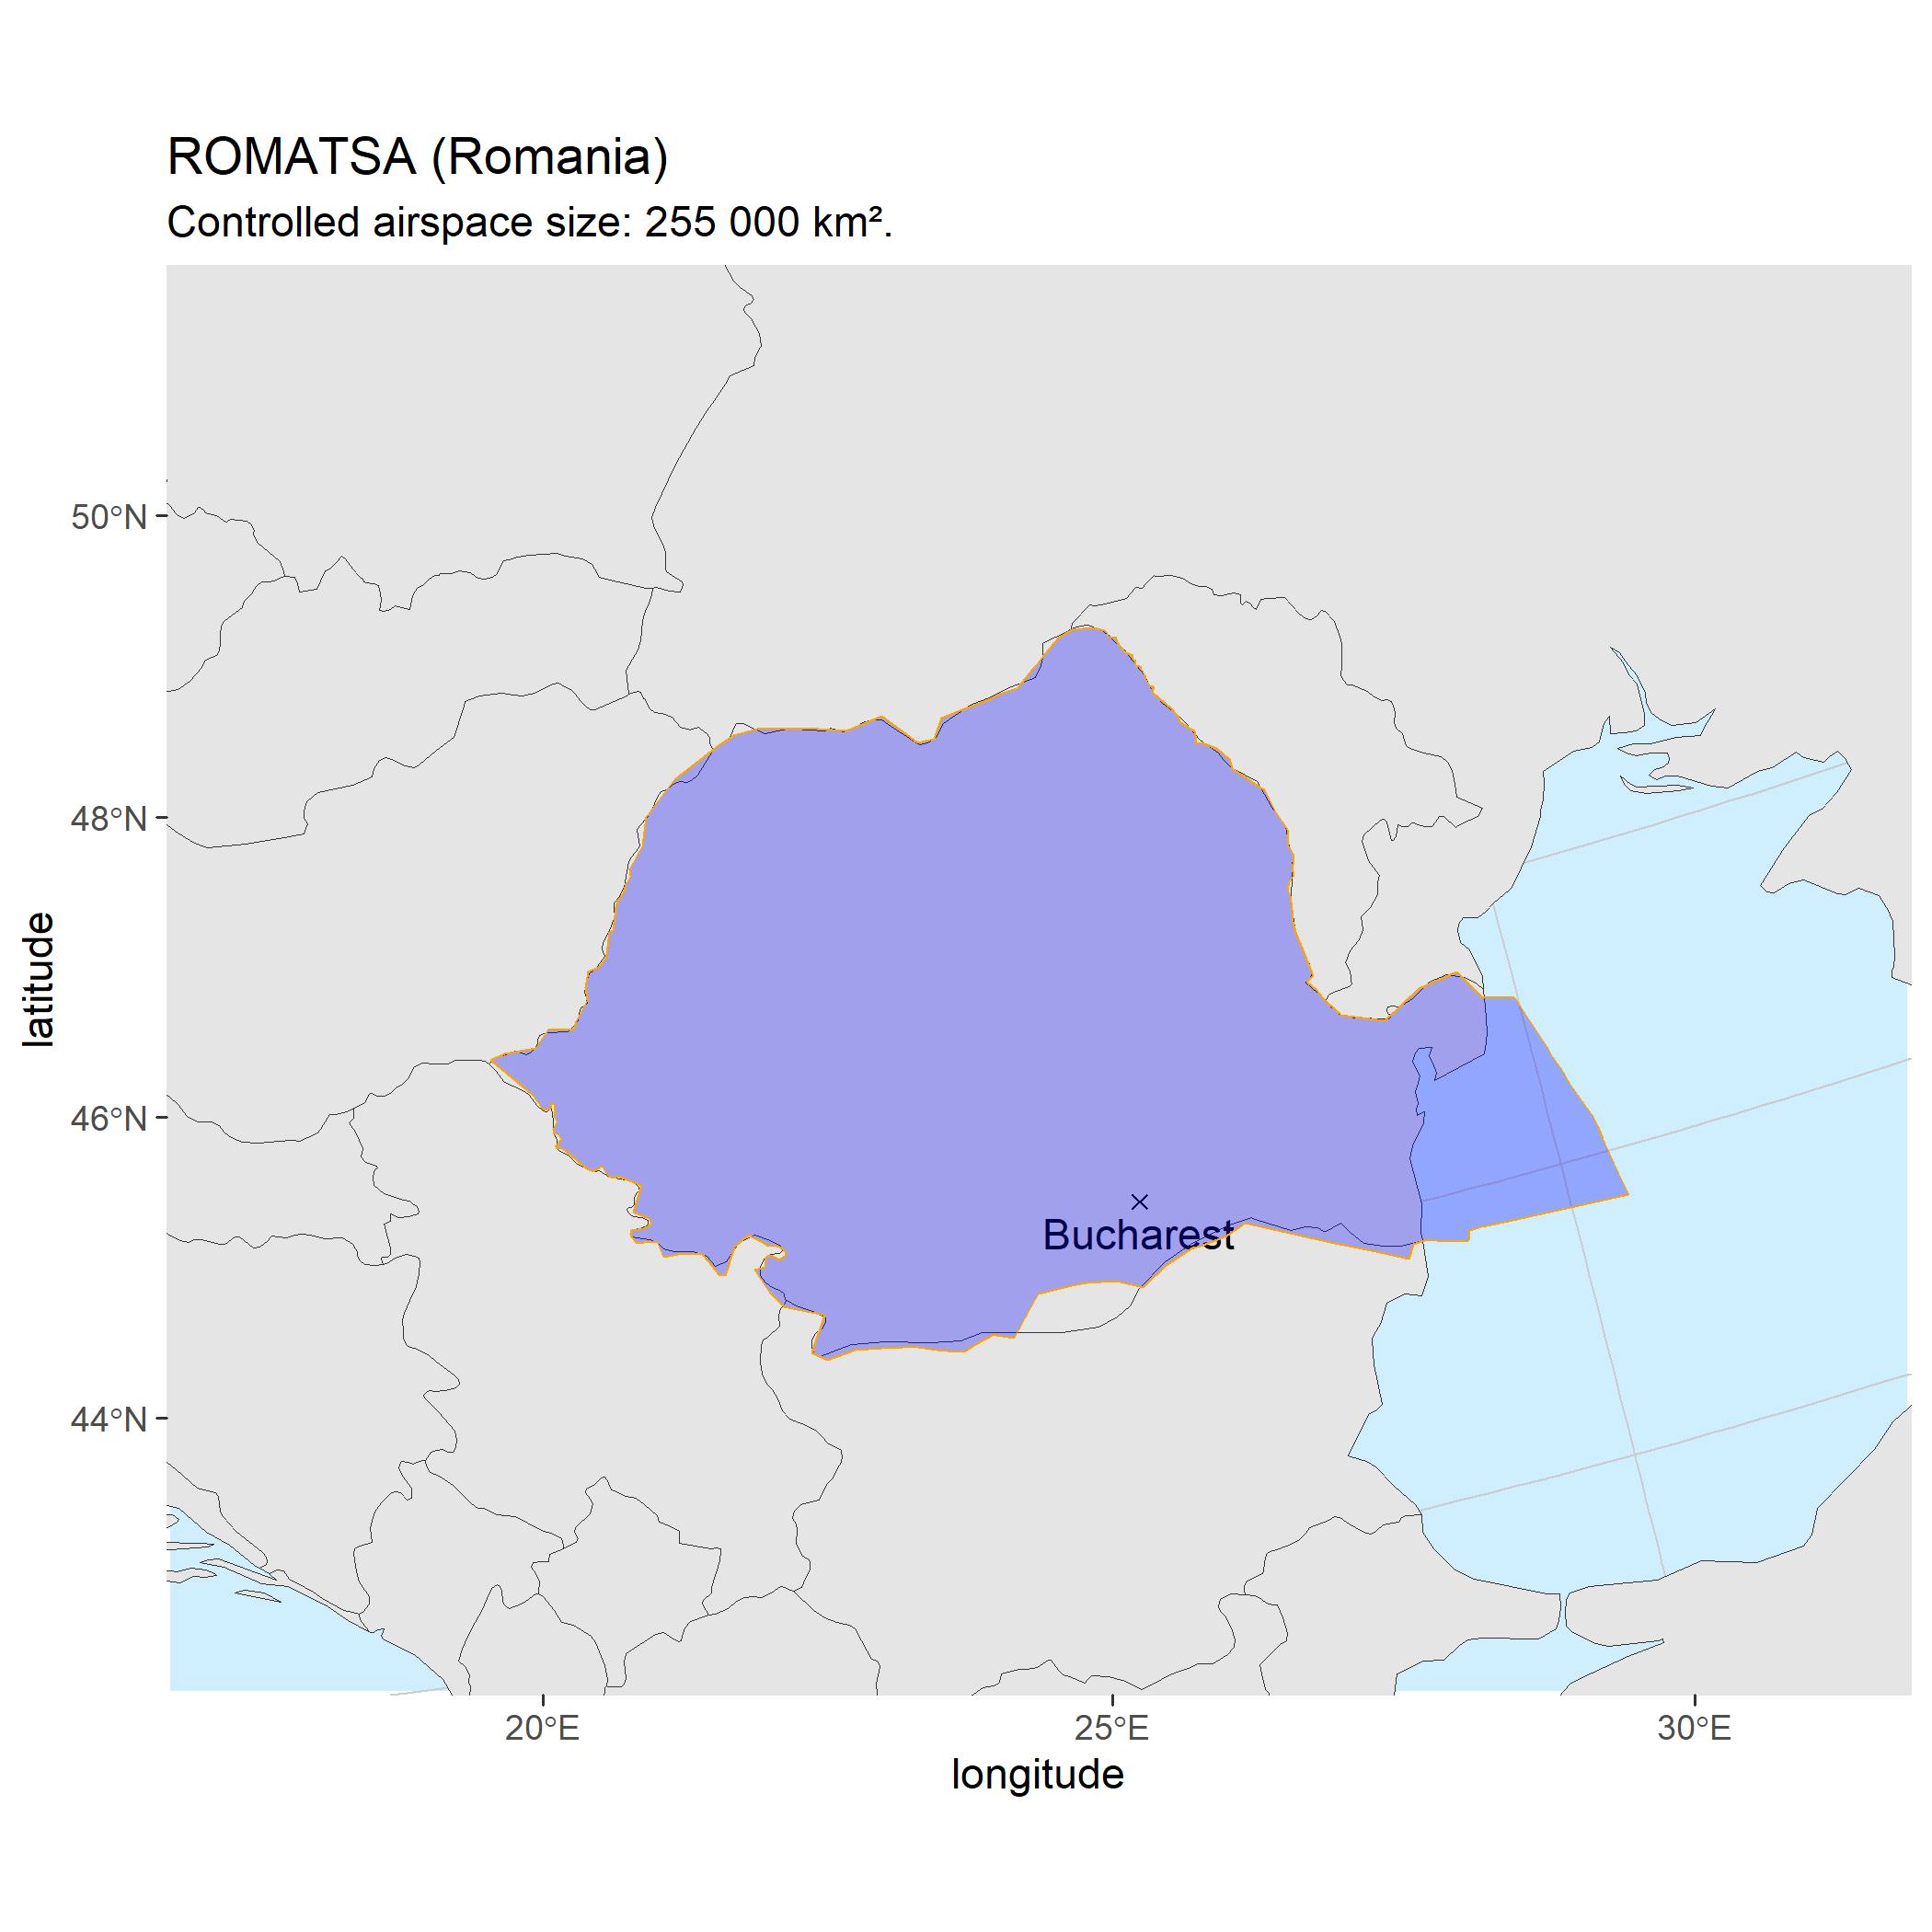 ROMATSA (Romania)
Controlled airspace size: 255 000 km².
50°N
48°N
46°N
44°N
latitude
Bucharest
20°E
25°E
30°E
longitude